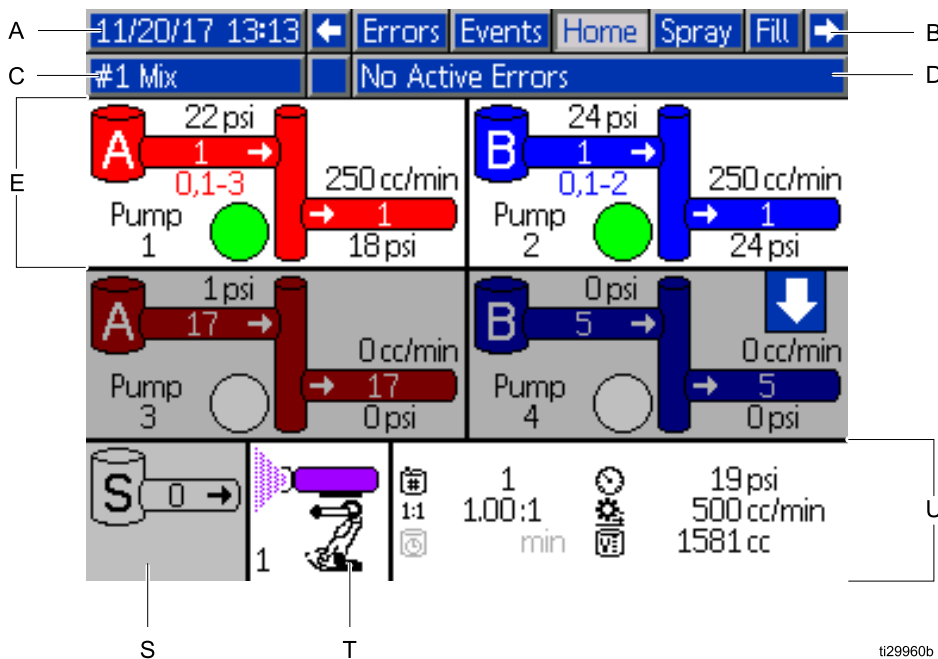 A
11/20/17 13:13 Errors Events Home Spray Fill
B
C
#1 Mix No Active Errors
D
E
22 psi
A 1
0,1-3
250 cc/min
Pump
1
1
18 psi
24 psi
B 1
0,1-2
250 cc/min
Pump
2
1
24 psi
1 psi
A 17
0 cc/min
Pump
3
17
0 psi
0 psi
B 5
0 cc/min
Pump
4
5
0 psi
S 0
1
# 1 19 psi
1:1 1.00:1 500 cc/min
min 1581 cc
U
S
T
ti29960b